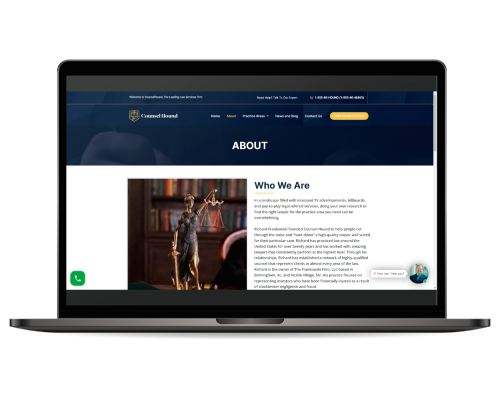 Welcome to CounselHound, The Leading Law Services Firm
Need Help? Talk To Our Expert
1-855-88-HOUND (1-855-88-46863)
Counsel Hound
Home About Practice Areas News and Blog Contact Us
ABOUT
Who We Are
In a landscape filled with incessant TV advertisements, billboards,
and pay-to-play legal referral services, doing your own research to
find the right lawyer for the practice area you need can be
overwhelming.
Richard Frankowski founded Counsel Hound to help people cut
through the noise and "hunt down" a high-quality lawyer well suited
for their particular case. Richard has practiced law around the
United States for over twenty years and has worked with amazing
lawyers that consistently perform at the highest level. Through his
relationships, Richard has established a network of highly qualified
counsel that represent clients in almost every area of the law.
Richard is the owner of The Frankowski Firm, LLC based in
Birmingham, AL, and Incline Village, NV. His practice focuses on
representing investors who have been financially injured as a result
of stockbroker negligence and fraud.
How can I help you?